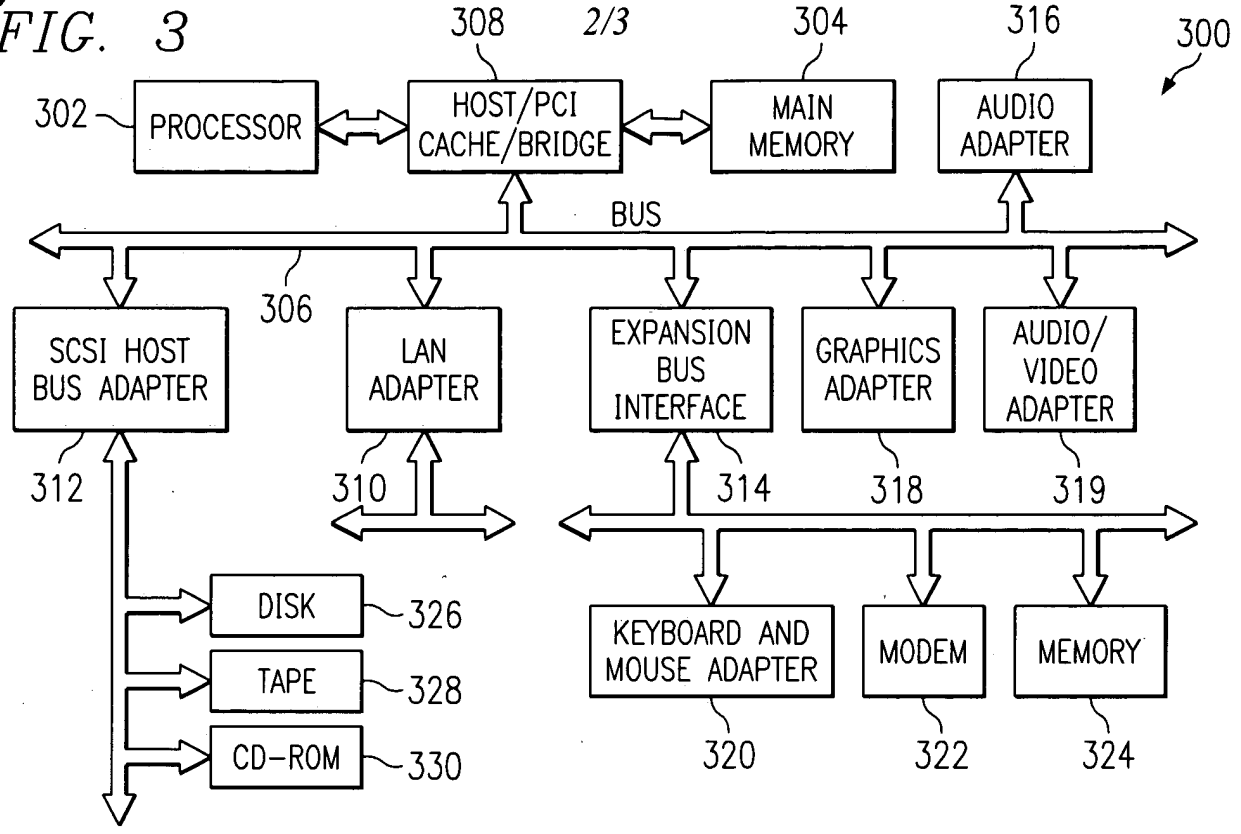 FIG. 3
2/3
300
302
PROCESSOR
308
HOST/PCI
CACHE/BRIDGE
304
MAIN
MEMORY
316
AUDIO
ADAPTER
BUS
306
SCSI HOST
BUS ADAPTER
312
LAN
ADAPTER
310
EXPANSION
BUS
INTERFACE
314
GRAPHICS
ADAPTER
318
AUDIO/
VIDEO
ADAPTER
319
DISK
326
TAPE
328
CD-ROM
330
KEYBOARD AND
MOUSE ADAPTER
320
MODEM
322
MEMORY
324